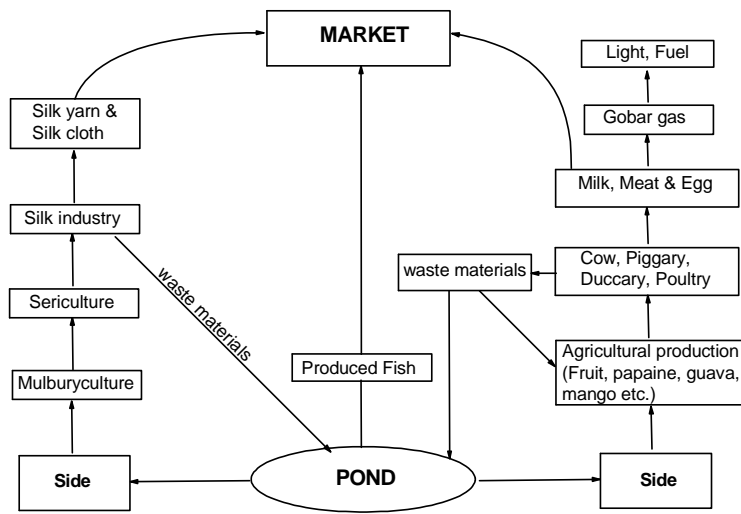 MARKET
Light, Fuel
Silk yarn &
Silk cloth
Gobar gas
Milk, Meat & Egg
Silk industry
waste materials
waste materials
Cow, Piggary,
Duccary, Poultry
Sericulture
Agricultural production
(Fruit, papaine, guava,
mango etc.)
Produced Fish
Mulburyculture
Side
POND
Side